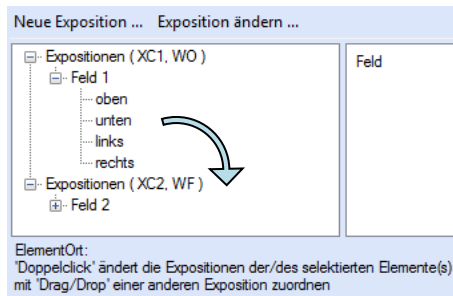 Neue Exposition ... Exposition ändern ...
Expositionen ( XC1, WO )
Feld 1
oben
unten
links
rechts
Expositionen ( XC2, WF )
Feld 2
Feld
ElementOrt:
'Doppelclick' ändert die Expositionen der/des selektierten Elemente(s)
mit 'Drag/Drop' einer anderen Exposition zuordnen